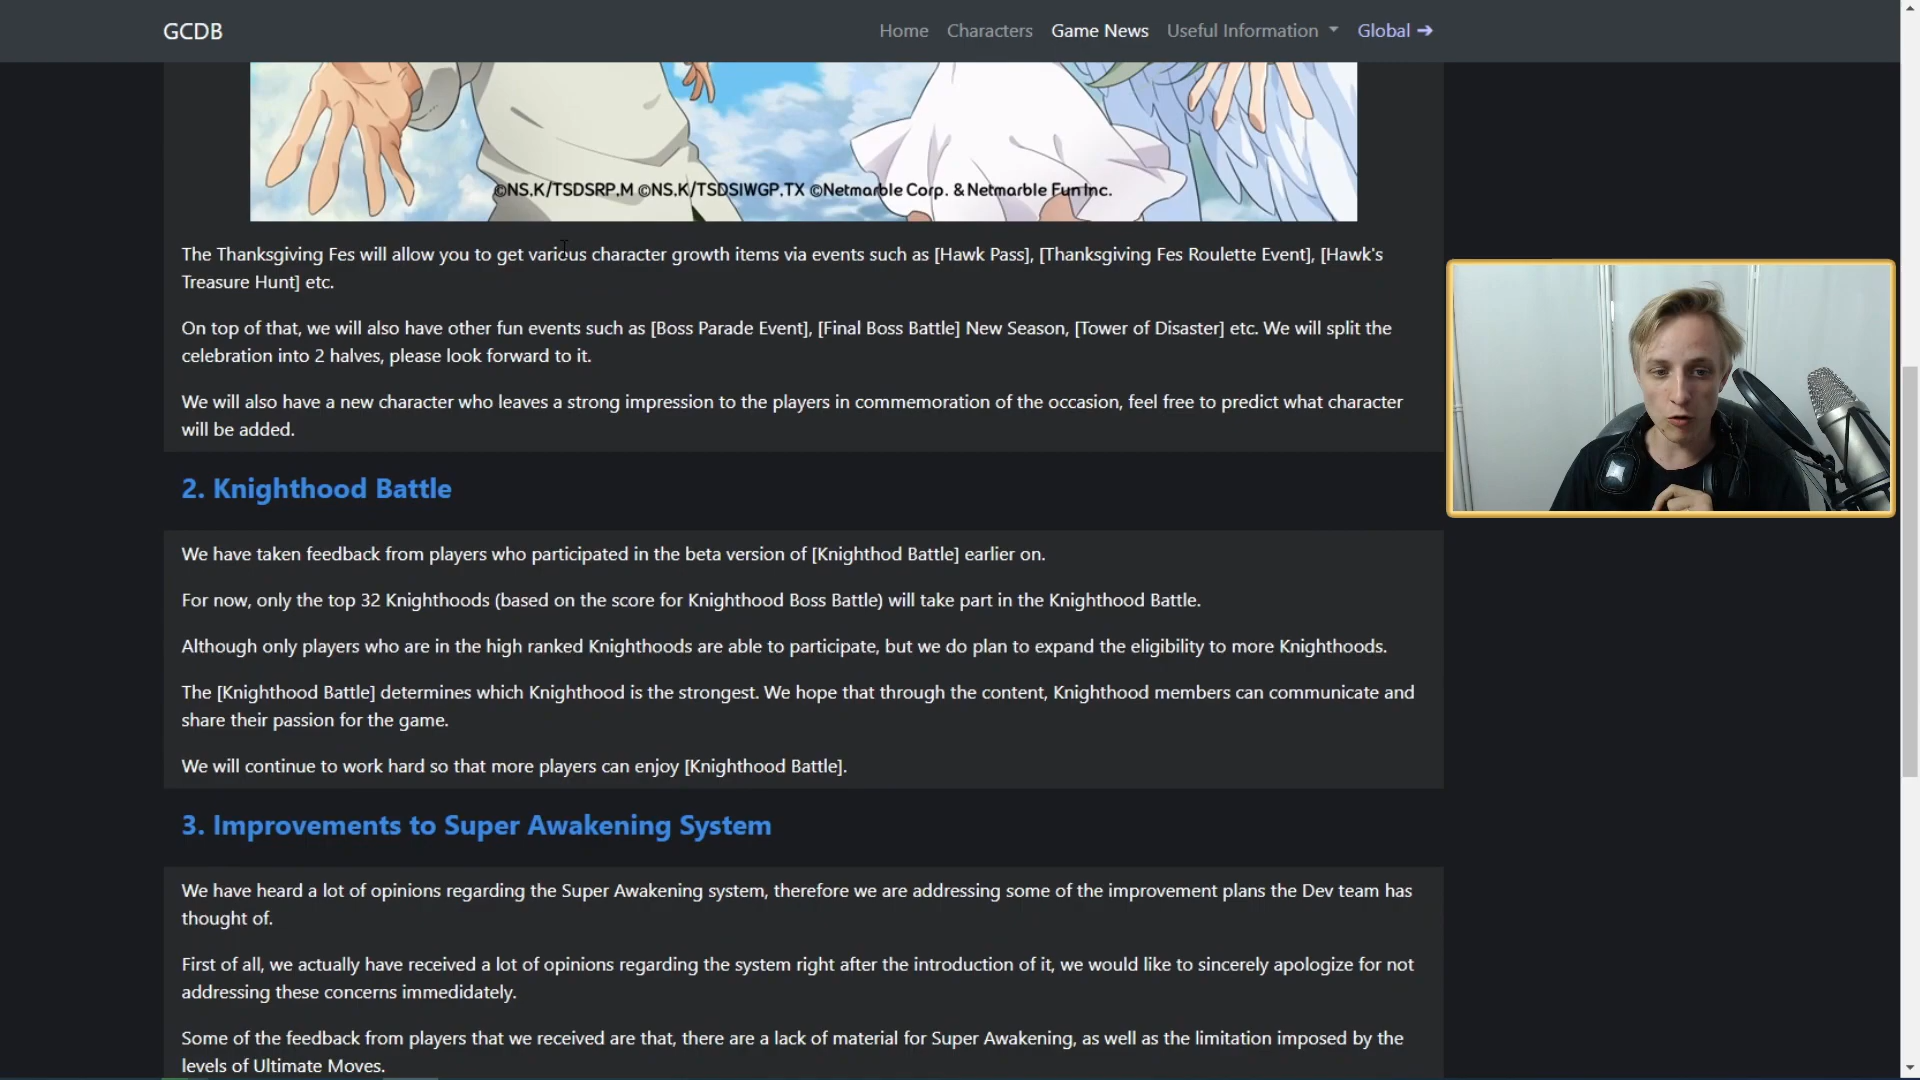 GCDB
Home Characters Game News Useful Information Global ➔
©NS,K/TSDSRP,M ©NS,K/TSDSIWGP,TX ©Netmarble Corp. & Netmarble Fun Inc.
The Thanksgiving Fes will allow you to get various character growth items via events such as [Hawk Pass], [Thanksgiving Fes Roulette Event], [Hawk's
Treasure Hunt] etc.
On top of that, we will also have other fun events such as [Boss Parade Event], [Final Boss Battle] New Season, [Tower of Disaster] etc. We will split the
celebration into 2 halves, please look forward to it.
We will also have a new character who leaves a strong impression to the players in commemoration of the occasion, feel free to predict what character
will be added.
2. Knighthood Battle
We have taken feedback from players who participated in the beta version of [Knighthod Battle] earlier on.
For now, only the top 32 Knighthoods (based on the score for Knighthood Boss Battle) will take part in the Knighthood Battle.
Although only players who are in the high ranked Knighthoods are able to participate, but we do plan to expand the eligibility to more Knighthoods.
The [Knighthood Battle] determines which Knighthood is the strongest. We hope that through the content, Knighthood members can communicate and
share their passion for the game.
We will continue to work hard so that more players can enjoy [Knighthood Battle].
3. Improvements to Super Awakening System
We have heard a lot of opinions regarding the Super Awakening system, therefore we are addressing some of the improvement plans the Dev team has
thought of.
First of all, we actually have received a lot of opinions regarding the system right after the introduction of it, we would like to sincerely apologize for not
addressing these concerns immedidately.
Some of the feedback from players that we received are that, there are a lack of material for Super Awakening, as well as the limitation imposed by the
levels of Ultimate Moves.